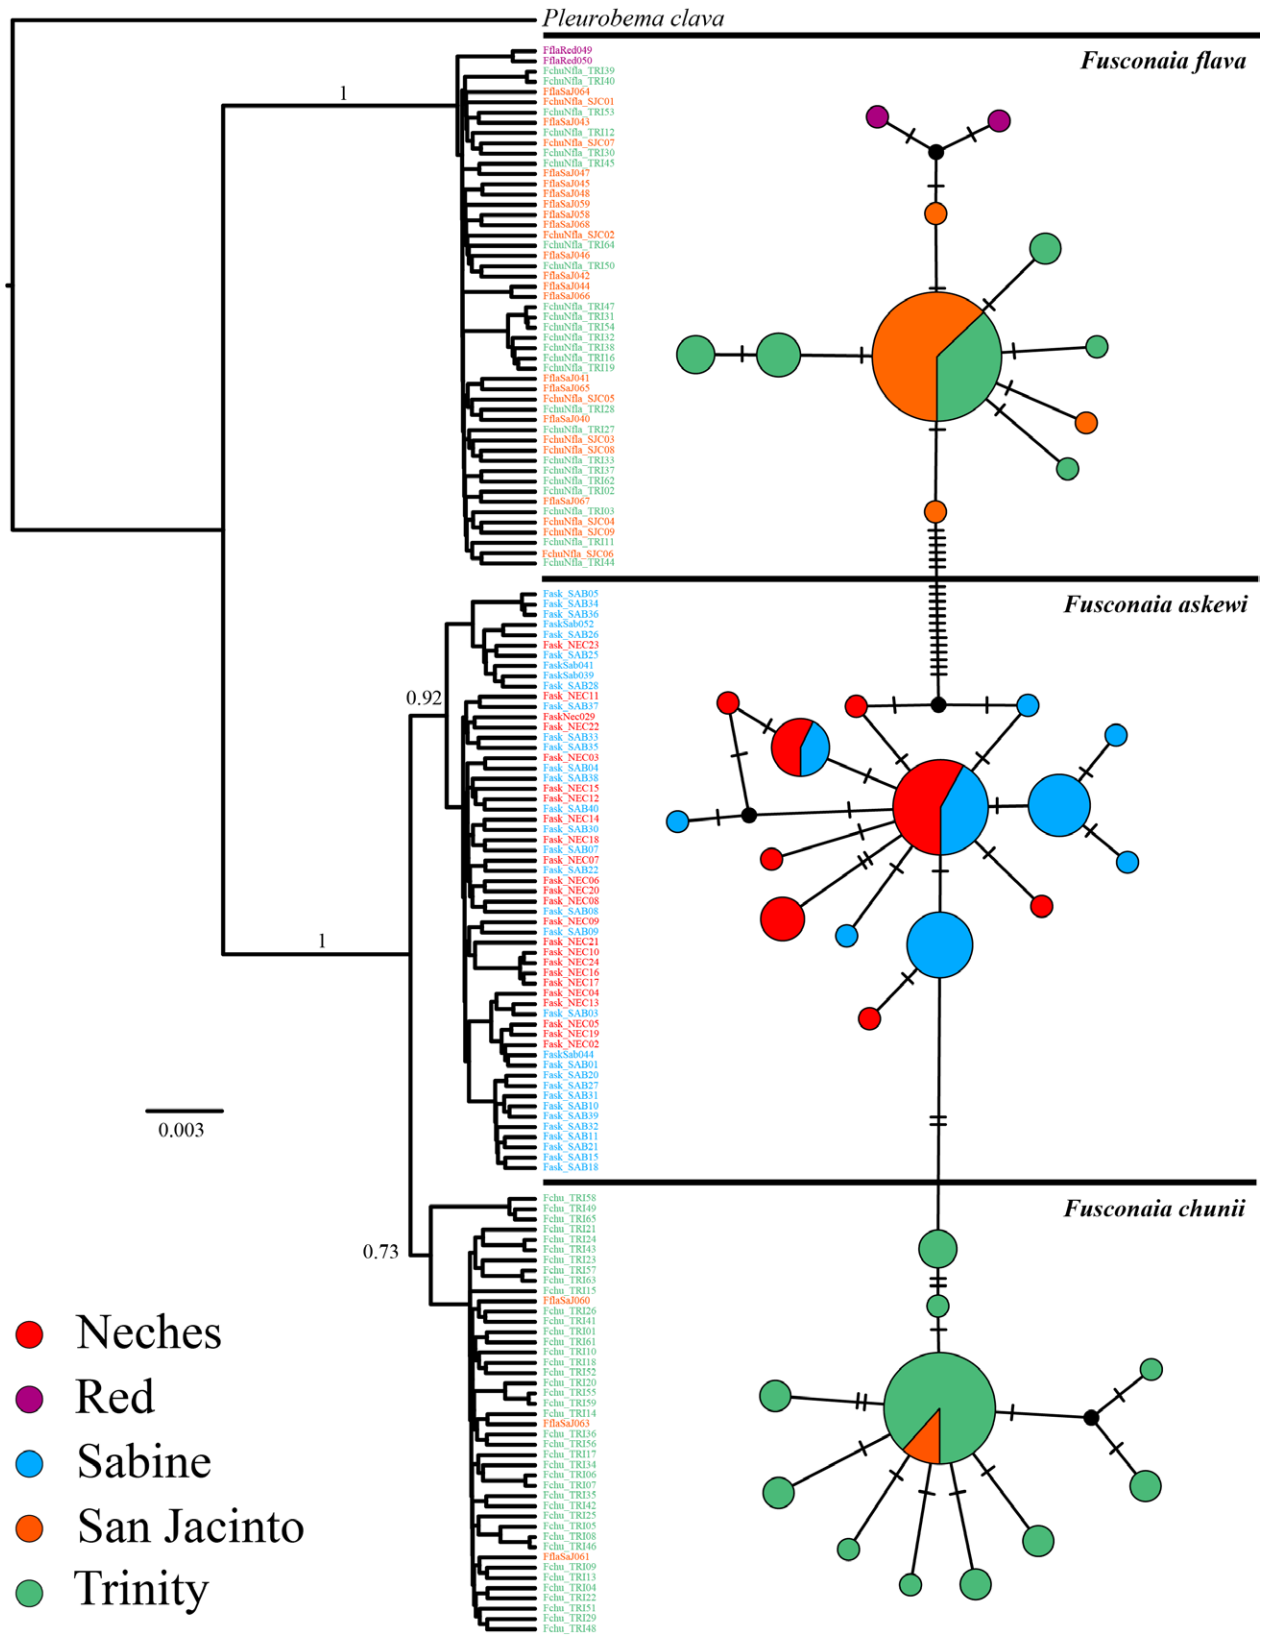 Pleurobema clava
Fusconaia flava
FflaRed049
FflaRed050
FchuNfla_TRI39
FchuNfla_TRI40
FflaSaJ064
FchuNfla_SJC01
FchuNfla_TRI53
FflaSaJ043
FchuNfla_TRI12
FchuNfla_SJC07
FchuNfla_TRI30
FchuNfla_TRI45
FflaSaJ047
FflaSaJ045
FflaSaJ048
FflaSaJ059
FflaSaJ058
FflaSaJ068
FchuNfla_SJC02
FchuNfla_TRI64
FflaSaJ046
FchuNfla_TRI50
FflaSaJ042
FflaSaJ044
FflaSaJ066
FchuNfla_TRI47
FchuNfla_TRI31
FchuNfla_TRI54
FchuNfla_TRI32
FchuNfla_TRI38
FchuNfla_TRI16
FchuNfla_TRI19
FflaSaJ041
FflaSaJ065
FchuNfla_SJC05
FchuNfla_TRI28
FflaSaJ040
FchuNfla_TRI27
FchuNfla_SJC03
FchuNfla_SJC08
FchuNfla_TRI33
FchuNfla_TRI37
FchuNfla_TRI62
FchuNfla_TRI02
FflaSaJ067
FchuNfla_TRI03
FchuNfla_SJC04
FchuNfla_SJC09
FchuNfla_TRI11
FchuNfla_SJC06
FchuNfla_TRI44
1
Fusconaia askewi
Fask_SAB05
Fask_SAB34
Fask_SAB36
FaskSab052
Fask_SAB26
Fask_NEC23
Fask_SAB25
FaskSab041
FaskSab039
Fask_SAB28
Fask_NEC11
Fask_SAB37
FaskNec029
Fask_NEC22
Fask_SAB33
Fask_SAB35
Fask_NEC03
Fask_SAB04
Fask_SAB38
Fask_NEC15
Fask_NEC12
Fask_SAB40
Fask_NEC14
Fask_SAB30
Fask_NEC18
Fask_SAB07
Fask_NEC07
Fask_SAB22
Fask_NEC06
Fask_NEC20
Fask_NEC08
Fask_SAB08
Fask_NEC09
Fask_SAB09
Fask_NEC21
Fask_NEC10
Fask_NEC24
Fask_NEC16
Fask_NEC17
Fask_NEC04
Fask_NEC13
Fask_SAB03
Fask_NEC05
Fask_NEC19
Fask_NEC02
FaskSab044
Fask_SAB01
Fask_SAB20
Fask_SAB27
Fask_SAB31
Fask_SAB10
Fask_SAB39
Fask_SAB32
Fask_SAB11
Fask_SAB21
Fask_SAB15
Fask_SAB18
0.92
1
0.003
Fusconaia chunii
Fchu_TRI58
Fchu_TRI49
Fchu_TRI65
Fchu_TRI21
Fchu_TRI24
Fchu_TRI43
Fchu_TRI23
Fchu_TRI57
Fchu_TRI63
Fchu_TRI15
FflaSaJ060
Fchu_TRI26
Fchu_TRI41
Fchu_TRI01
Fchu_TRI61
Fchu_TRI10
Fchu_TRI18
Fchu_TRI52
Fchu_TRI20
Fchu_TRI55
Fchu_TRI59
Fchu_TRI14
FflaSaJ063
Fchu_TRI36
Fchu_TRI56
Fchu_TRI17
Fchu_TRI34
Fchu_TRI06
Fchu_TRI07
Fchu_TRI35
Fchu_TRI42
Fchu_TRI25
Fchu_TRI05
Fchu_TRI08
Fchu_TRI46
FflaSaJ061
Fchu_TRI09
Fchu_TRI13
Fchu_TRI04
Fchu_TRI22
Fchu_TRI51
Fchu_TRI29
Fchu_TRI48
0.73
Neches
Red
Sabine
San Jacinto
Trinity